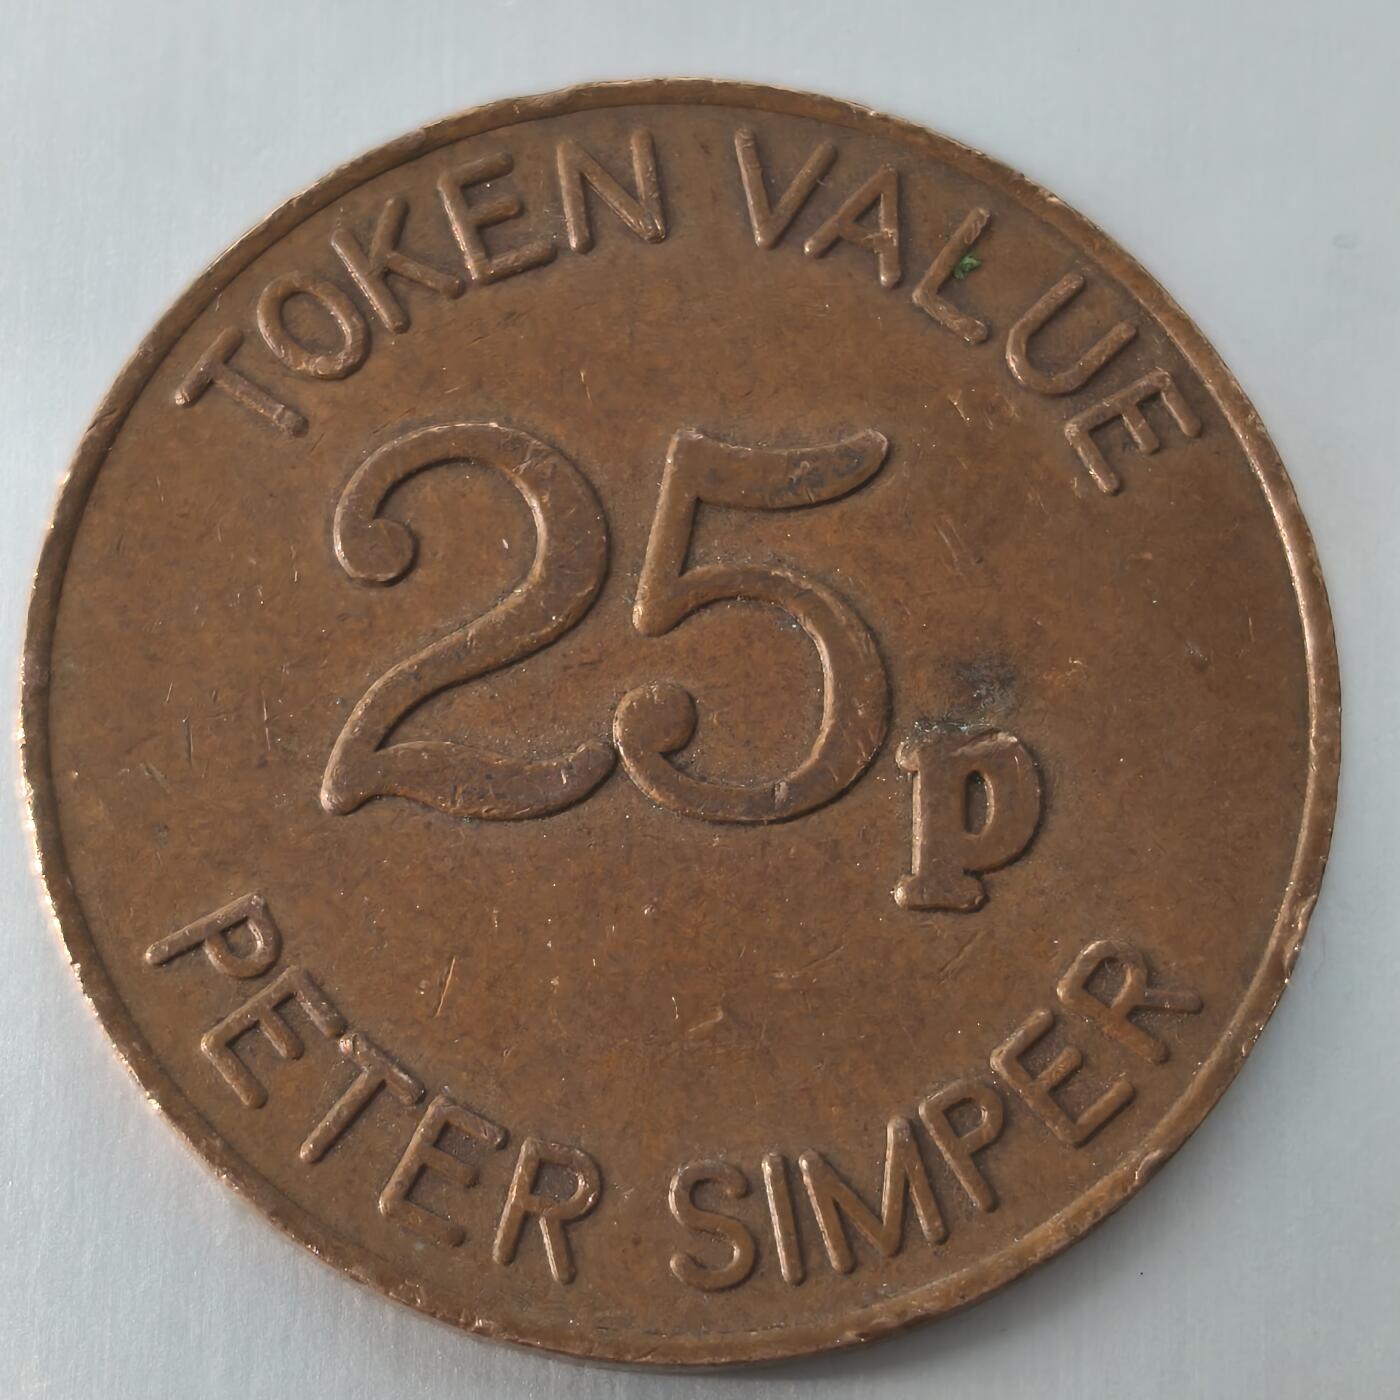 TOKEN VALUE
25p
PETER SIMPER